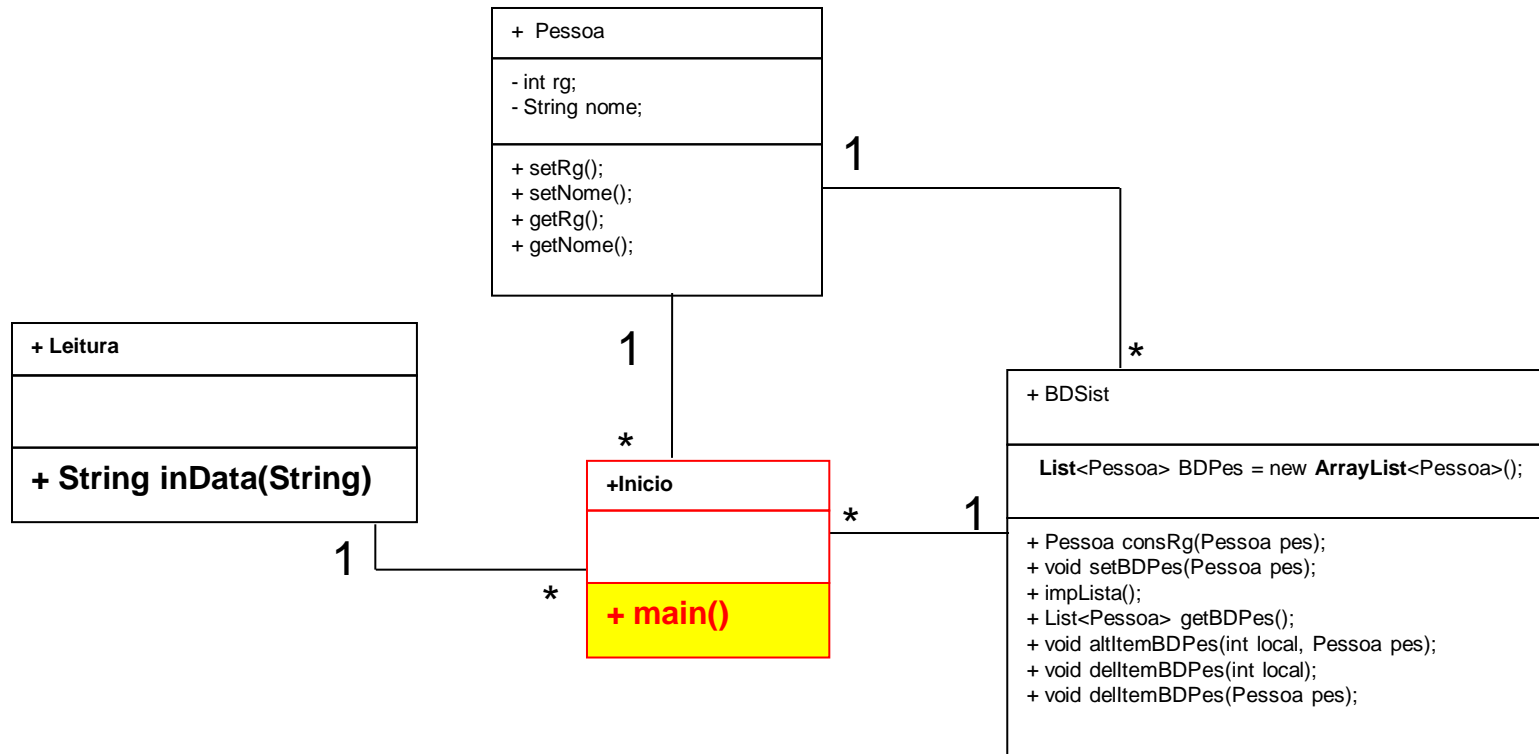 + Pessoa
- int rg;
- String nome;
+ setRg();
+ setNome();
+ getRg();
+ getNome();
1
*
1
*
+ Leitura
+ String inData(String)
1
*
+Inicio
+ main()
*
1
+ BDSist
List<Pessoa> BDPes = new ArrayList<Pessoa>();
+ Pessoa consRg(Pessoa pes);
+ void setBDPes(Pessoa pes);
+ impLista();
+ List<Pessoa> getBDPes();
+ void altItemBDPes(int local, Pessoa pes);
+ void delItemBDPes(int local);
+ void delItemBDPes(Pessoa pes);